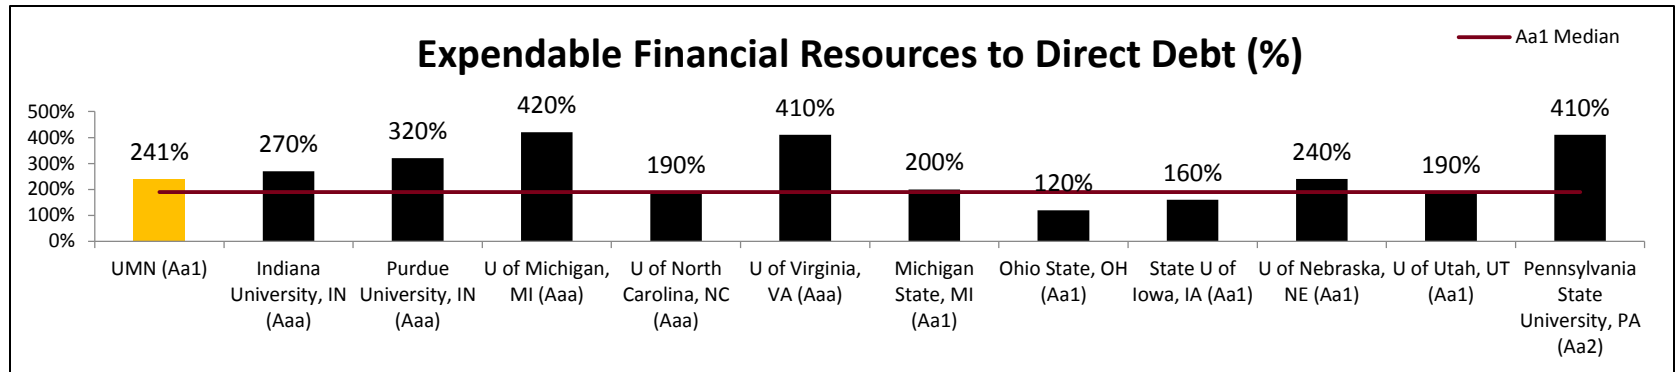 Expendable Financial Resources to Direct Debt (%)
Aa1 Median
500%
400%
300%
200%
100%
0%
241%
270%
320%
420%
190%
410%
200%
120%
160%
240%
190%
410%
UMN (Aa1)
Indiana
University, IN
(Aaa)
Purdue
University, IN
(Aaa)
U of Michigan,
MI (Aaa)
U of North
Carolina, NC
(Aaa)
U of Virginia,
VA (Aaa)
Michigan
State, MI
(Aa1)
Ohio State, OH
(Aa1)
State U of
Iowa, IA (Aa1)
U of Nebraska,
NE (Aa1)
U of Utah, UT
(Aa1)
Pennsylvania
State
University, PA
(Aa2)